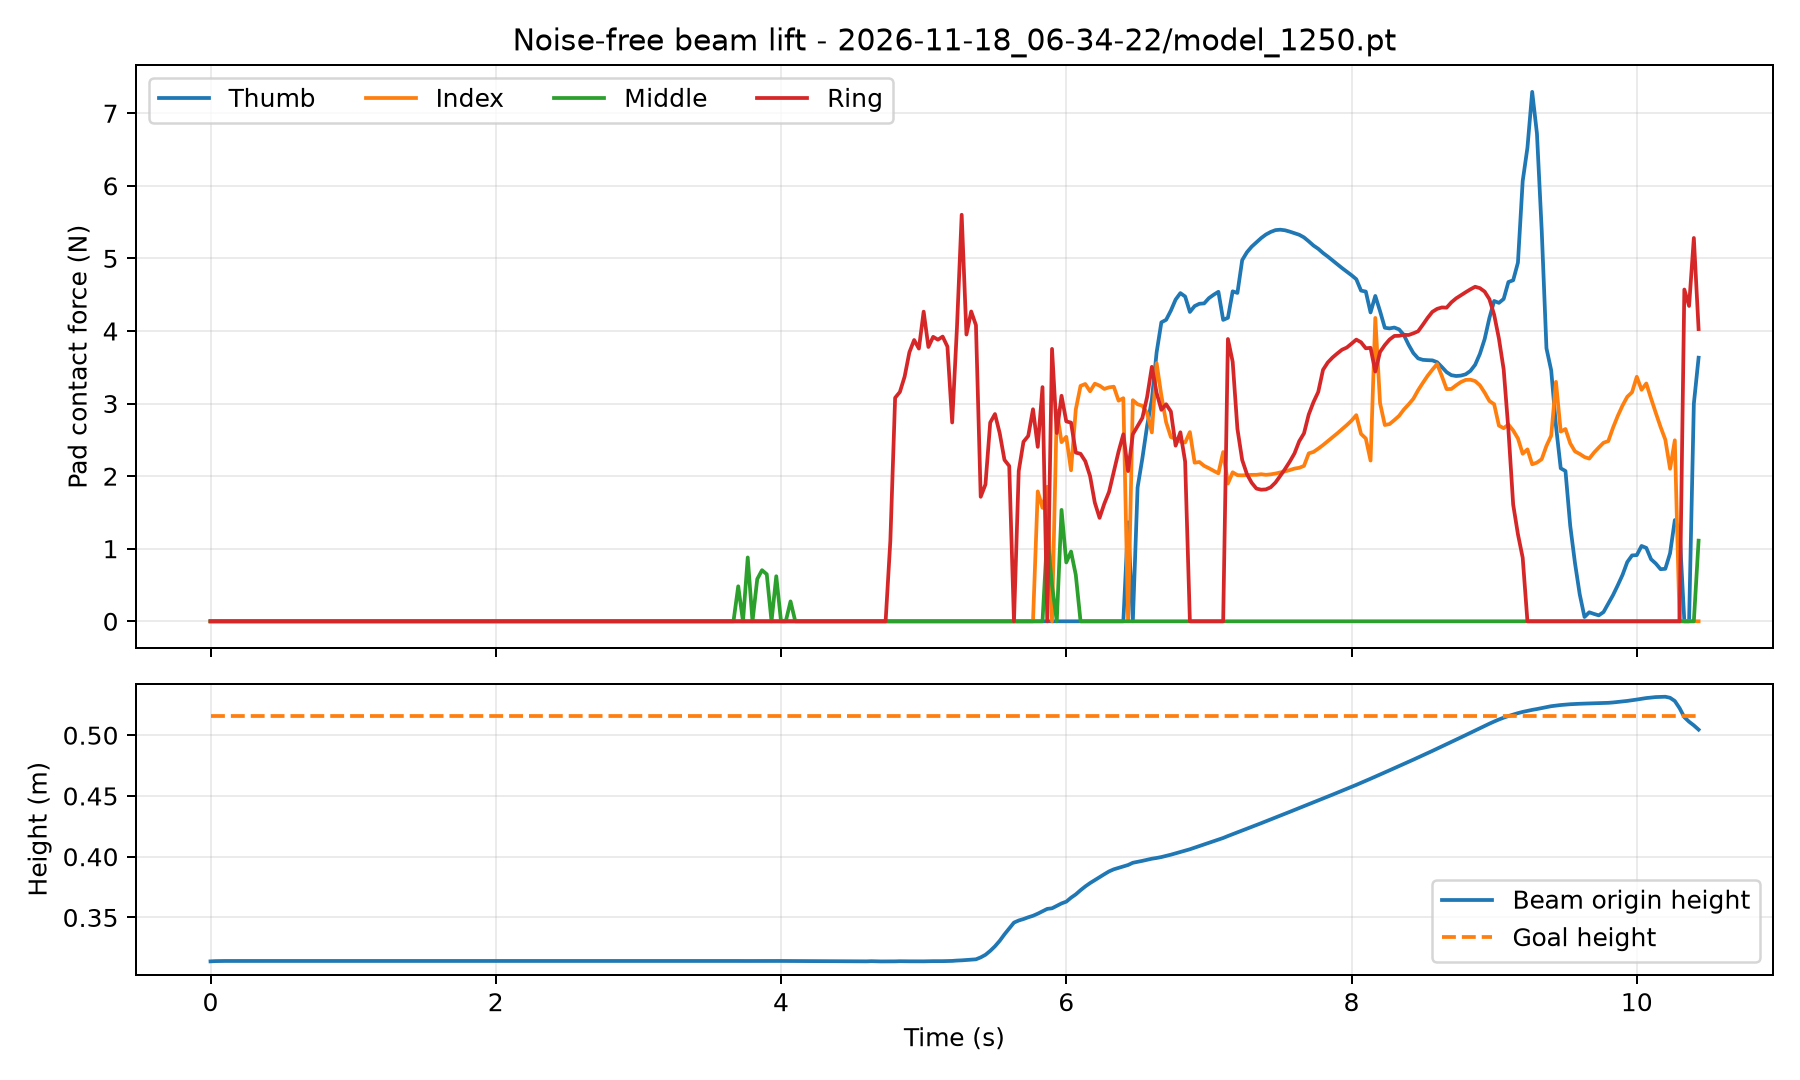 Noise-free beam lift - 2026-11-18_06-34-22/model_1250.pt
Thumb Index Middle Ring
Pad contact force (N)
7
6
5
4
3
2
1
0
Height (m)
0.50
0.45
0.40
0.35
Beam origin height
Goal height
0 2 4 6 8 10
Time (s)